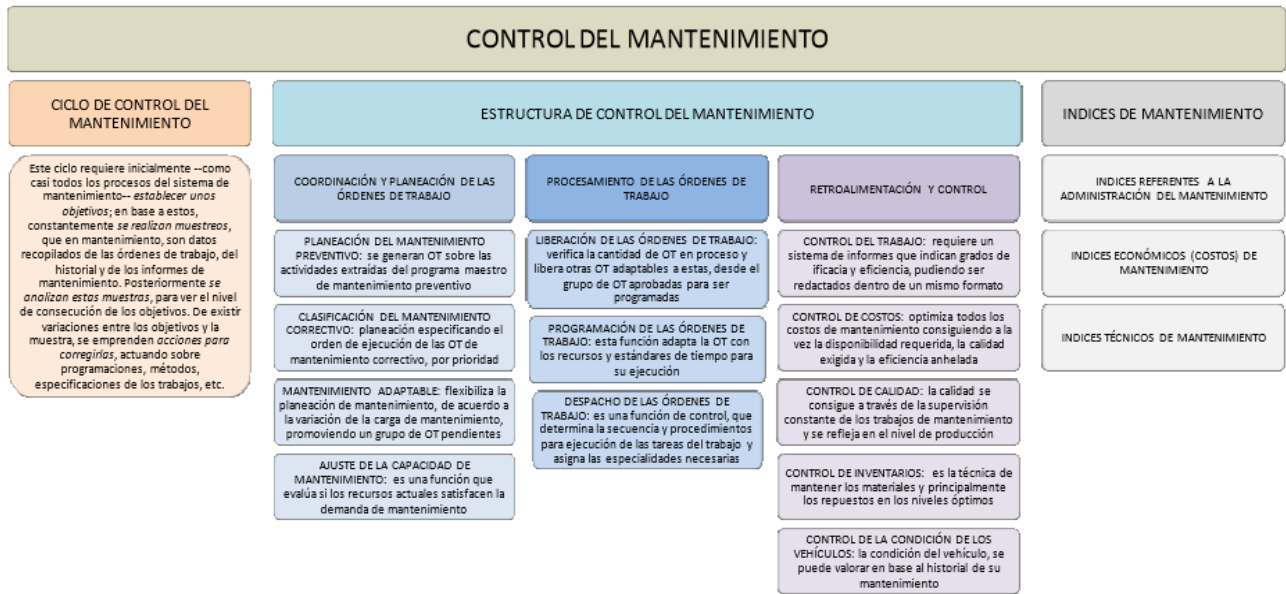 CONTROL DEL MANTENIMIENTO
CICLO DE CONTROL DEL
MANTENIMIENTO
Este ciclo requiere inicialmente --como
casi todos los procesos del sistema de
mantenimiento-- establecer unos
objetivos; en base a estos,
constantemente se realizan muestreos,
que en mantenimiento, son datos
recopilados de las órdenes de trabajo, del
historial y de los informes de
mantenimiento. Posteriormente se
analizan estas muestras, para ver el nivel
de consecución de los objetivos. De existir
variaciones entre los objetivos y la
muestra, se emprenden acciones para
corregirlas, actuando sobre
programaciones, métodos,
especificaciones de los trabajos, etc.
ESTRUCTURA DE CONTROL DEL MANTENIMIENTO
COORDINACIÓN Y PLANEACIÓN DE LAS
ÓRDENES DE TRABAJO
PLANEACIÓN DEL MANTENIMIENTO
PREVENTIVO: se generan OT sobre las
actividades extraídas del programa maestro
de mantenimiento preventivo
CLASIFICACIÓN DEL MANTENIMIENTO
CORRECTIVO: planeación especificando el
orden de ejecución de las OT de
mantenimiento correctivo, por prioridad
MANTENIMIENTO ADAPTABLE: flexibiliza la
planeación de mantenimiento, de acuerdo a
la variación de la carga de mantenimiento,
promoviendo un grupo de OT pendientes
AJUSTE DE LA CAPACIDAD DE
MANTENIMIENTO: es una función que
evalúa si los recursos actuales satisfacen la
demanda de mantenimiento
PROCESAMIENTO DE LAS ÓRDENES DE
TRABAJO
LIBERACIÓN DE LAS ÓRDENES DE TRABAJO:
verifica la cantidad de OT en proceso y
libera otras OT adaptables a estas, desde el
grupo de OT aprobadas para ser
programadas
PROGRAMACIÓN DE LAS ÓRDENES DE
TRABAJO: esta función adapta la OT con
los recursos y estándares de tiempo para
su ejecución
DESPACHO DE LAS ÓRDENES DE
TRABAJO: es una función de control, que
determina la secuencia y procedimientos
para ejecución de las tareas del trabajo y
asigna las especialidades necesarias
RETROALIMENTACIÓN Y CONTROL
CONTROL DEL TRABAJO: requiere un
sistema de informes que indican grados de
ificacia y eficiencia, pudiendo ser
redactados dentro de un mismo formato
CONTROL DE COSTOS: optimiza todos los
costos de mantenimiento consiguiendo a la
vez la disponibilidad requerida, la calidad
exigida y la eficiencia anhelada
CONTROL DE CALIDAD: la calidad se
consigue a través de la supervisión
constante de los trabajos de mantenimiento
y se refleja en el nivel de producción
CONTROL DE INVENTARIOS: es la técnica de
mantener los materiales y principalmente
los repuestos en los niveles óptimos
CONTROL DE LA CONDICIÓN DE LOS
VEHÍCULOS: la condición del vehículo, se
puede valorar en base al historial de su
mantenimiento
INDICES DE MANTENIMIENTO
INDICES REFERENTES A LA
ADMINISTRACIÓN DEL MANTENIMIENTO
INDICES ECONÓMICOS (COSTOS) DE
MANTENIMIENTO
INDICES TÉCNICOS DE MANTENIMIENTO